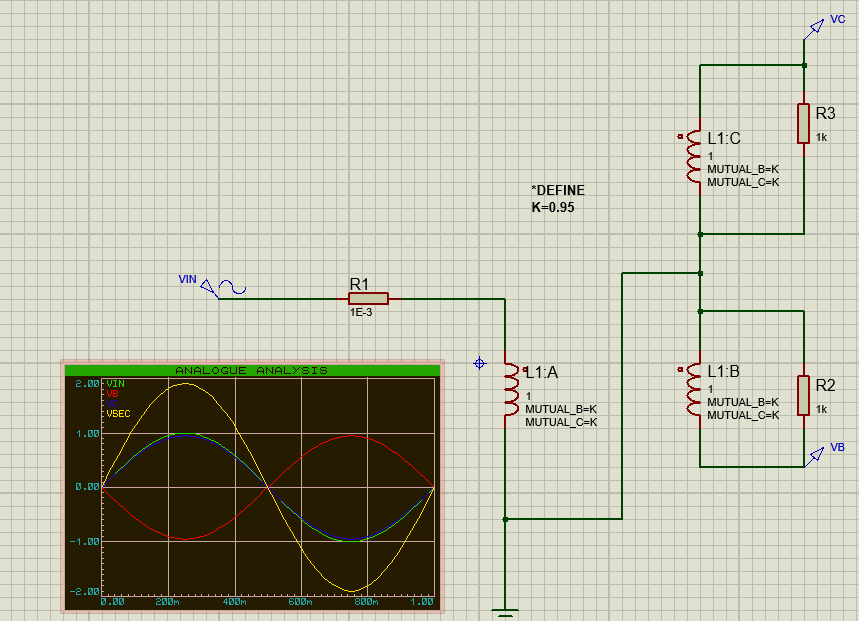 VC
R3
1k
L1:C
1
MUTUAL_B=K
MUTUAL_C=K
*DEFINE
K=0.95
VIN
R1
1E-3
L1:A
1
MUTUAL_B=K
MUTUAL_C=K
L1:B
1
MUTUAL_B=K
MUTUAL_C=K
R2
1k
VB
ANALOGUE ANALYSIS
2.00
VIN
VB
VSEC
1.00
0.00
-1.00
-2.00
0.00 200m 400m 600m 800m 1.00